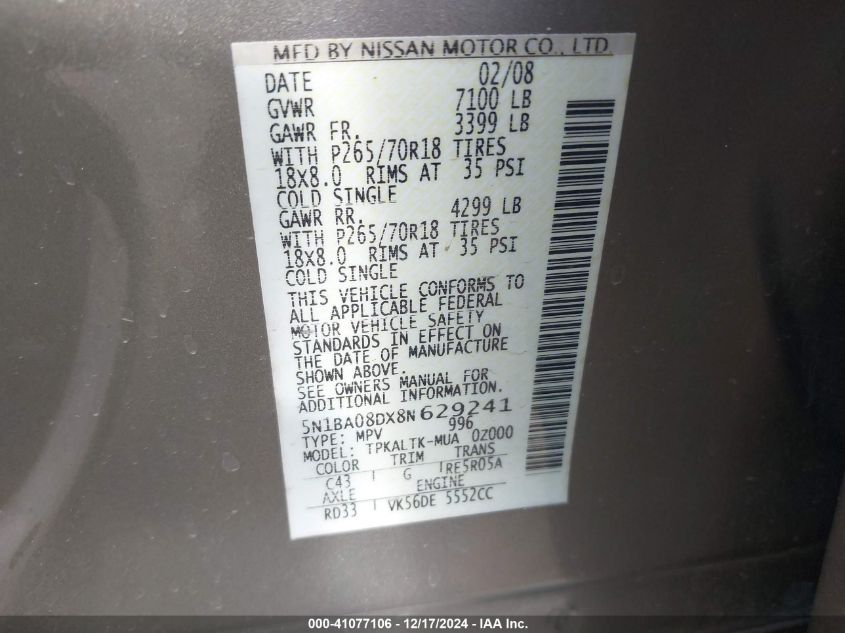 MFD BY NISSAN MOTOR CO., LTD.
DATE 02/08
GVWR 7100 LB
GAWR FR. 3399 LB
WITH P265/70R18 TIRES
18X8.0 RIMS AT 35 PSI
COLD SINGLE
GAWR RR. 4299 LB
WITH P265/70R18 TIRES
18X8.0 RIMS AT 35 PSI
COLD SINGLE
THIS VEHICLE CONFORMS TO
ALL APPLICABLE FEDERAL
MOTOR VEHICLE SAFETY
STANDARDS IN EFFECT ON
THE DATE OF MANUFACTURE
SHOWN ABOVE.
SEE OWNERS MANUAL FOR
ADDITIONAL INFORMATION.
5N1BA08DX8N629241
TYPE: MPV 996
MODEL: TPKALTK-MUA 0Z000
COLOR TRIM TRANS
C43 G RE5R05A
AXLE ENGINE
RD33 VK56DE 5552CC
000-41077106 - 12/17/2024 - IAA Inc.